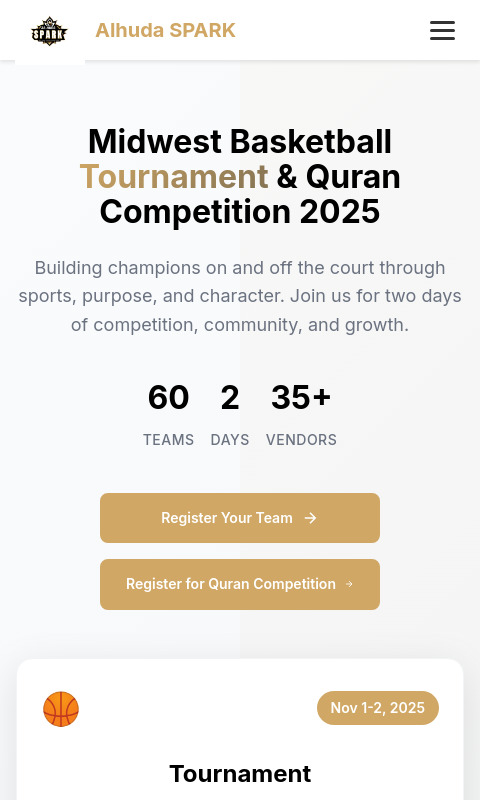 SPARK
Alhuda SPARK
Midwest Basketball
Tournament & Quran
Competition 2025
Building champions on and off the court through
sports, purpose, and character. Join us for two days
of competition, community, and growth.
60 2 35+
TEAMS DAYS VENDORS
Register Your Team
Register for Quran Competition
Nov 1-2, 2025
Tournament